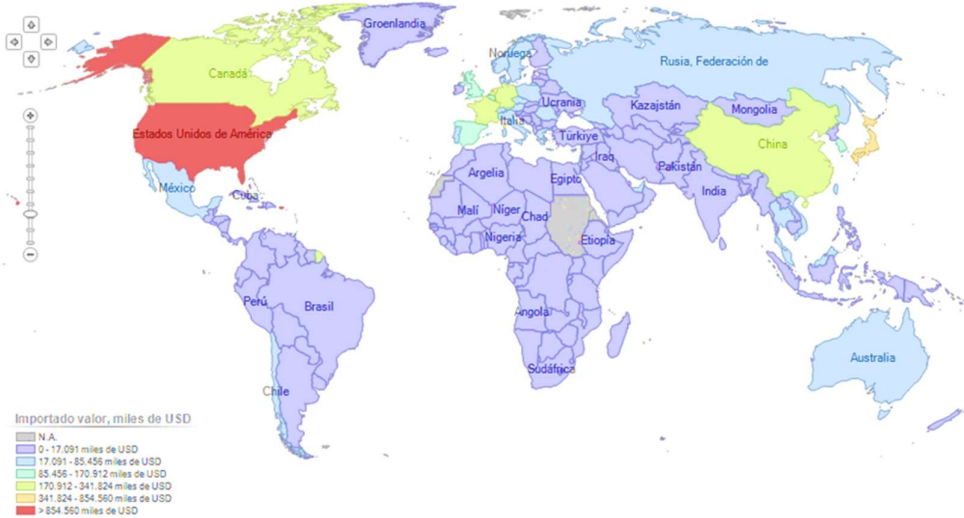 Groenlandia
Noruega
Rusia, Federación de
Canadá
Ucrania
Kazajstán
Mongolia
Italia
Estados Unidos de América
Türkiye
China
Iraq
Pakistán
Argelia
Egipto
India
México
Cuba
Malí
Níger
Chad
Nigeria
Etiopía
Perú
Brasil
Angola
Australia
Sudáfrica
Chile
Importado valor, miles de USD
N.A.
0 - 17.091 miles de USD
17.091 - 85.456 miles de USD
85.456 - 170.912 miles de USD
170.912 - 341.824 miles de USD
341.824 - 854.560 miles de USD
> 854.560 miles de USD